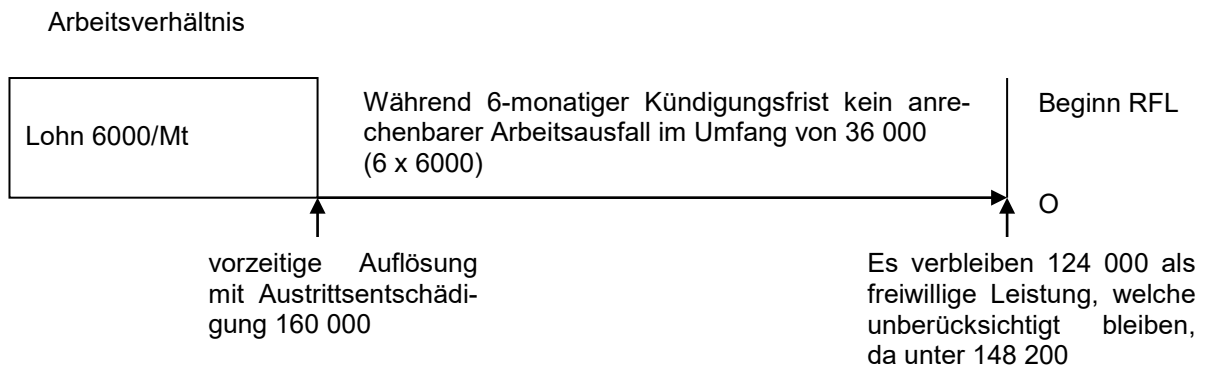 Arbeitsverhältnis
Lohn 6000/Mt
Während 6-monatiger Kündigungsfrist kein anre-
chenbarer Arbeitsausfall im Umfang von 36 000
(6 x 6000)
Beginn RFL
O
vorzeitige Auflösung
mit Austrittsentschädi-
gung 160 000
Es verbleiben 124 000 als
freiwillige Leistung, welche
unberücksichtigt bleiben,
da unter 148 200